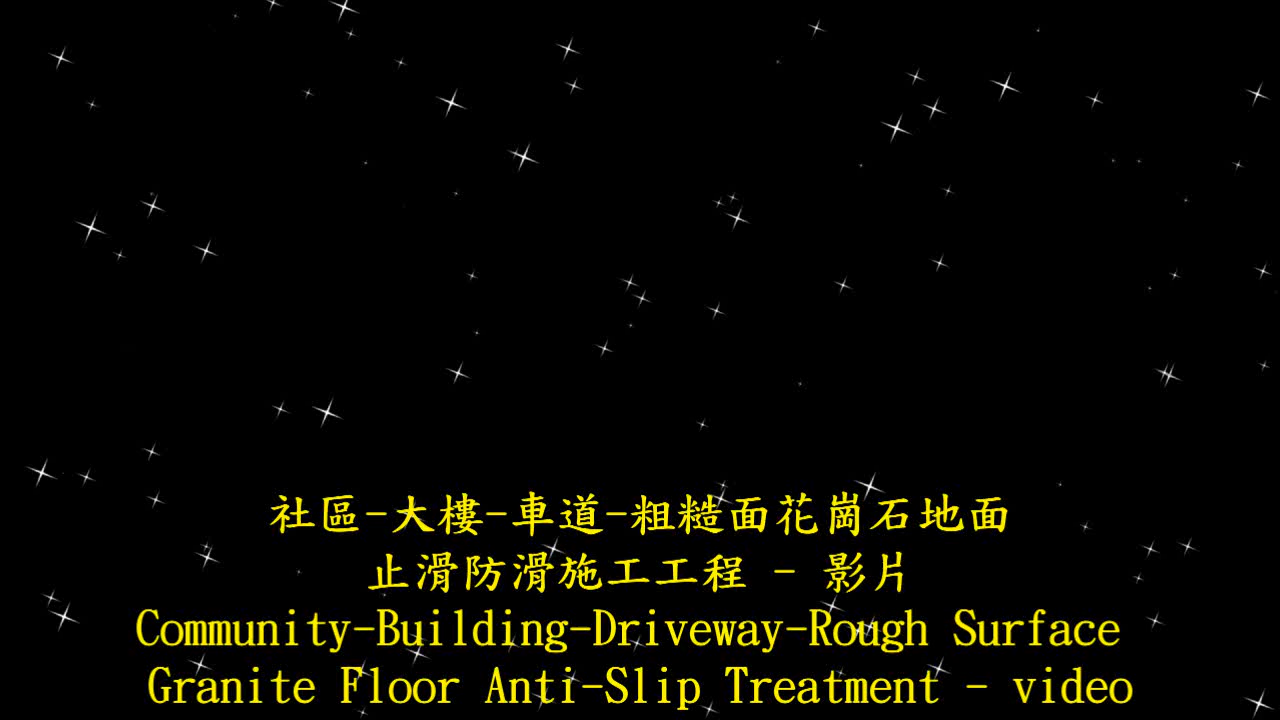 社區-大樓-車道-粗糙面花崗石地面
止滑防滑施工工程 - 影片
Community-Building-Driveway-Rough Surface
Granite Floor Anti-Slip Treatment - video